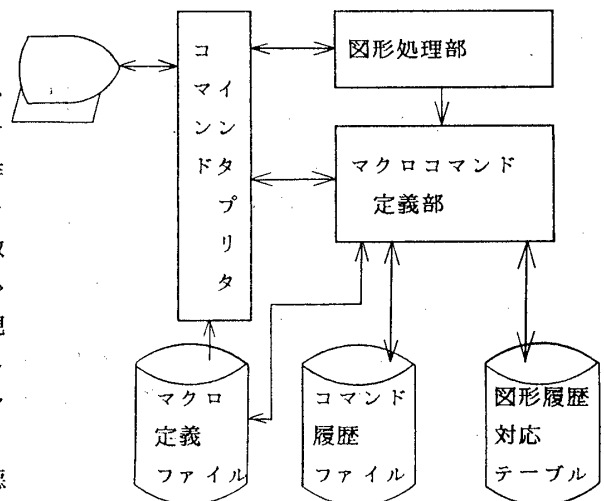 コマンド
インタプリタ
図形処理部
マクロコマンド
定義部
マクロ
定義
ファイル
コマンド
履歴
ファイル
図形履歴
対応
テーブル